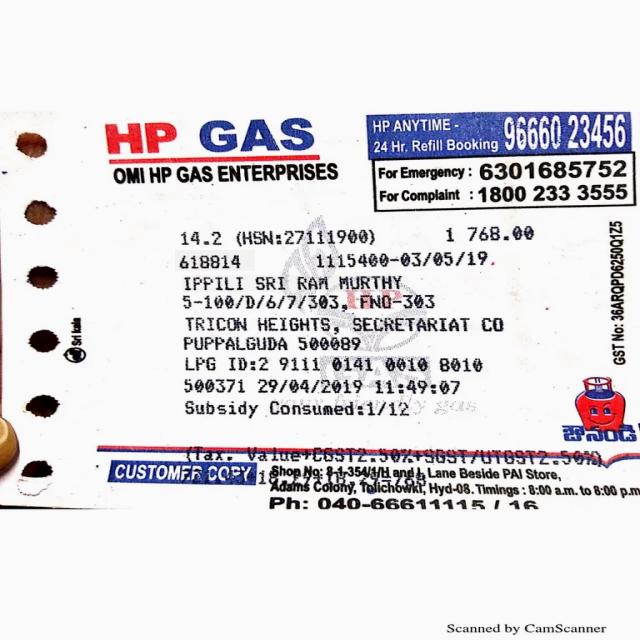 HP GAS
OMI HP GAS ENTERPRISES
HP ANYTIME -
24 Hr. Refill Booking 96660 23456
For Emergency : 6301685752
For Complaint : 1800 233 3555
14.2 (HSN:27111900) 1 768.00
618814 1115400-03/05/19.
IPPILI SRI RAM MURTHY
5-100/D/6/7/303, FNO-303
HP
TRICON HEIGHTS, SECRETARIAT CO
PUPPALGUDA 500089
LPG ID:2 9111 0141 0010 8010
GAS
500371 29/04/2019 11:49:07
your friendly gas
Subsidy Consumed:1/12
GST No: 36ARQPD6250Q1Z5
(Tax. Value+CGST2.50%+SGST/UTGST2.50%)
CUSTOMER COPY
Shop No: 8-1-354/1/H and I, Lane Beside PAI Store,
Adams Colony, Tolichowki, Hyd-08. Timings : 8:00 a.m. to 8:00 p.m
Ph: 040-66611115 / 16
Scanned by CamScanner